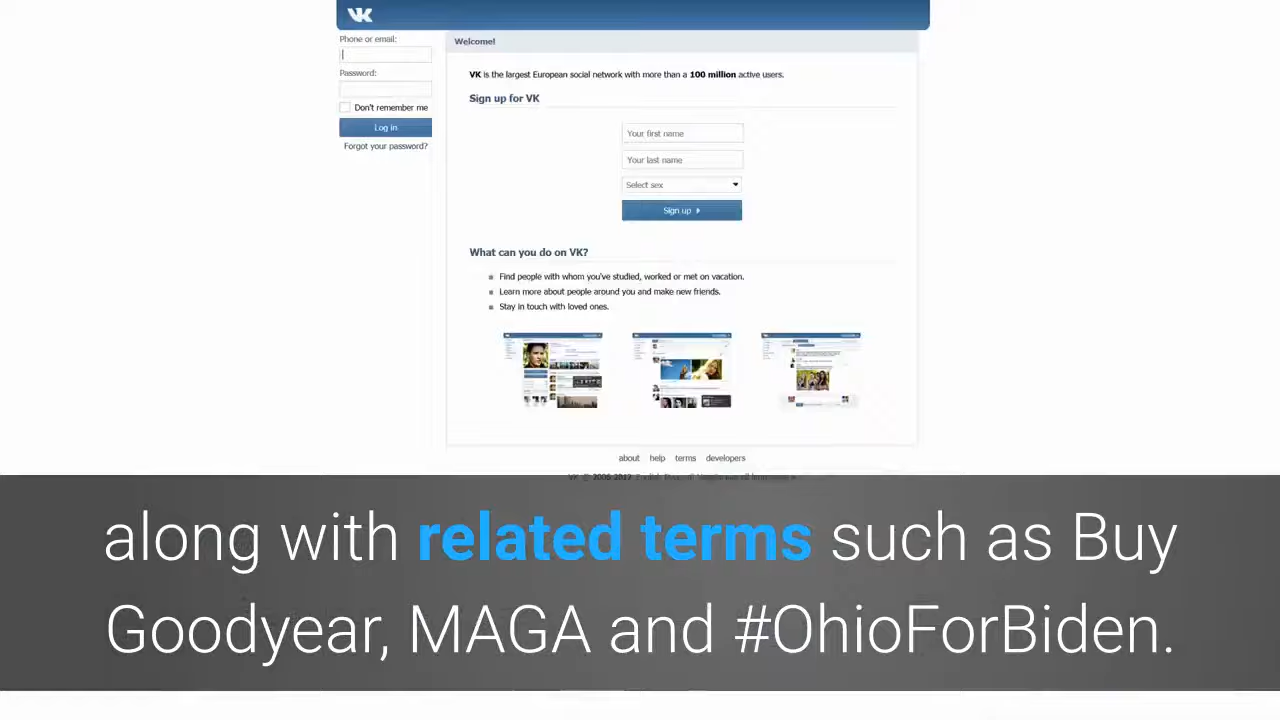 VK
Phone or email:
Welcome!
Password:
VK is the largest European social network with more than a 100 million active users.
Don't remember me
Sign up for VK
Log in
Forgot your password?
Your first name
Your last name
Select sex
Sign up
What can you do on VK?
Find people with whom you've studied, worked or met on vacation.
Learn more about people around you and make new friends.
Stay in touch with loved ones.
about help terms developers
along with related terms such as Buy
Goodyear, MAGA and #OhioForBiden.